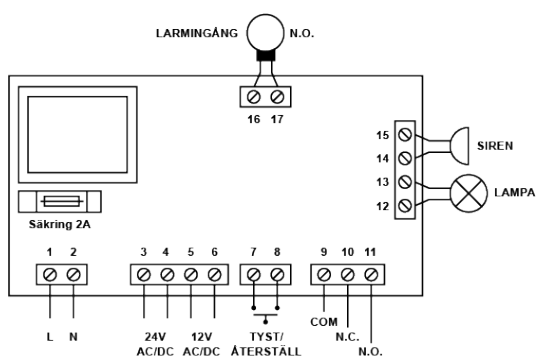 LARMINGÅNG N.O.
16 17
15
14
13
12
SIREN
LAMPA
Säkring 2A
1 2 3 4 5 6 7 8 9 10 11
L N 24V AC/DC 12V AC/DC TYST/ ÅTERSTÄLL COM N.C. N.O.